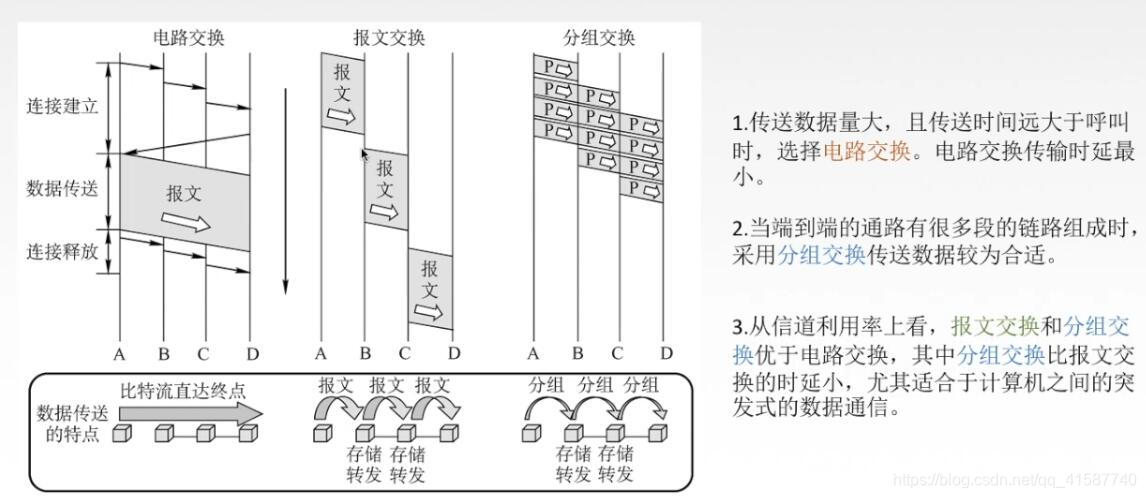 电路交换
报文交换
分组交换
连接建立
数据传送
连接释放
报文
报
文
报
文
报
文
P P P
P P P
P P P
P P P
A B C D
A B C D
A B C D
数据传送
的特点
比特流直达终点
报文 报文 报文
存储 存储
转发 转发
分组 分组 分组
存储 存储
转发 转发
1.传送数据量大，且传送时间远大于呼叫
时，选择电路交换。电路交换传输时延最
小。
2.当端到端的通路有很多段的链路组成时，
采用分组交换传送数据较为合适。
3.从信道利用率上看，报文交换和分组交
换优于电路交换，其中分组交换比报文交
换的时延小，尤其适合于计算机之间的突
发式的数据通信。
https://blog.csdn.net/qq_41587740